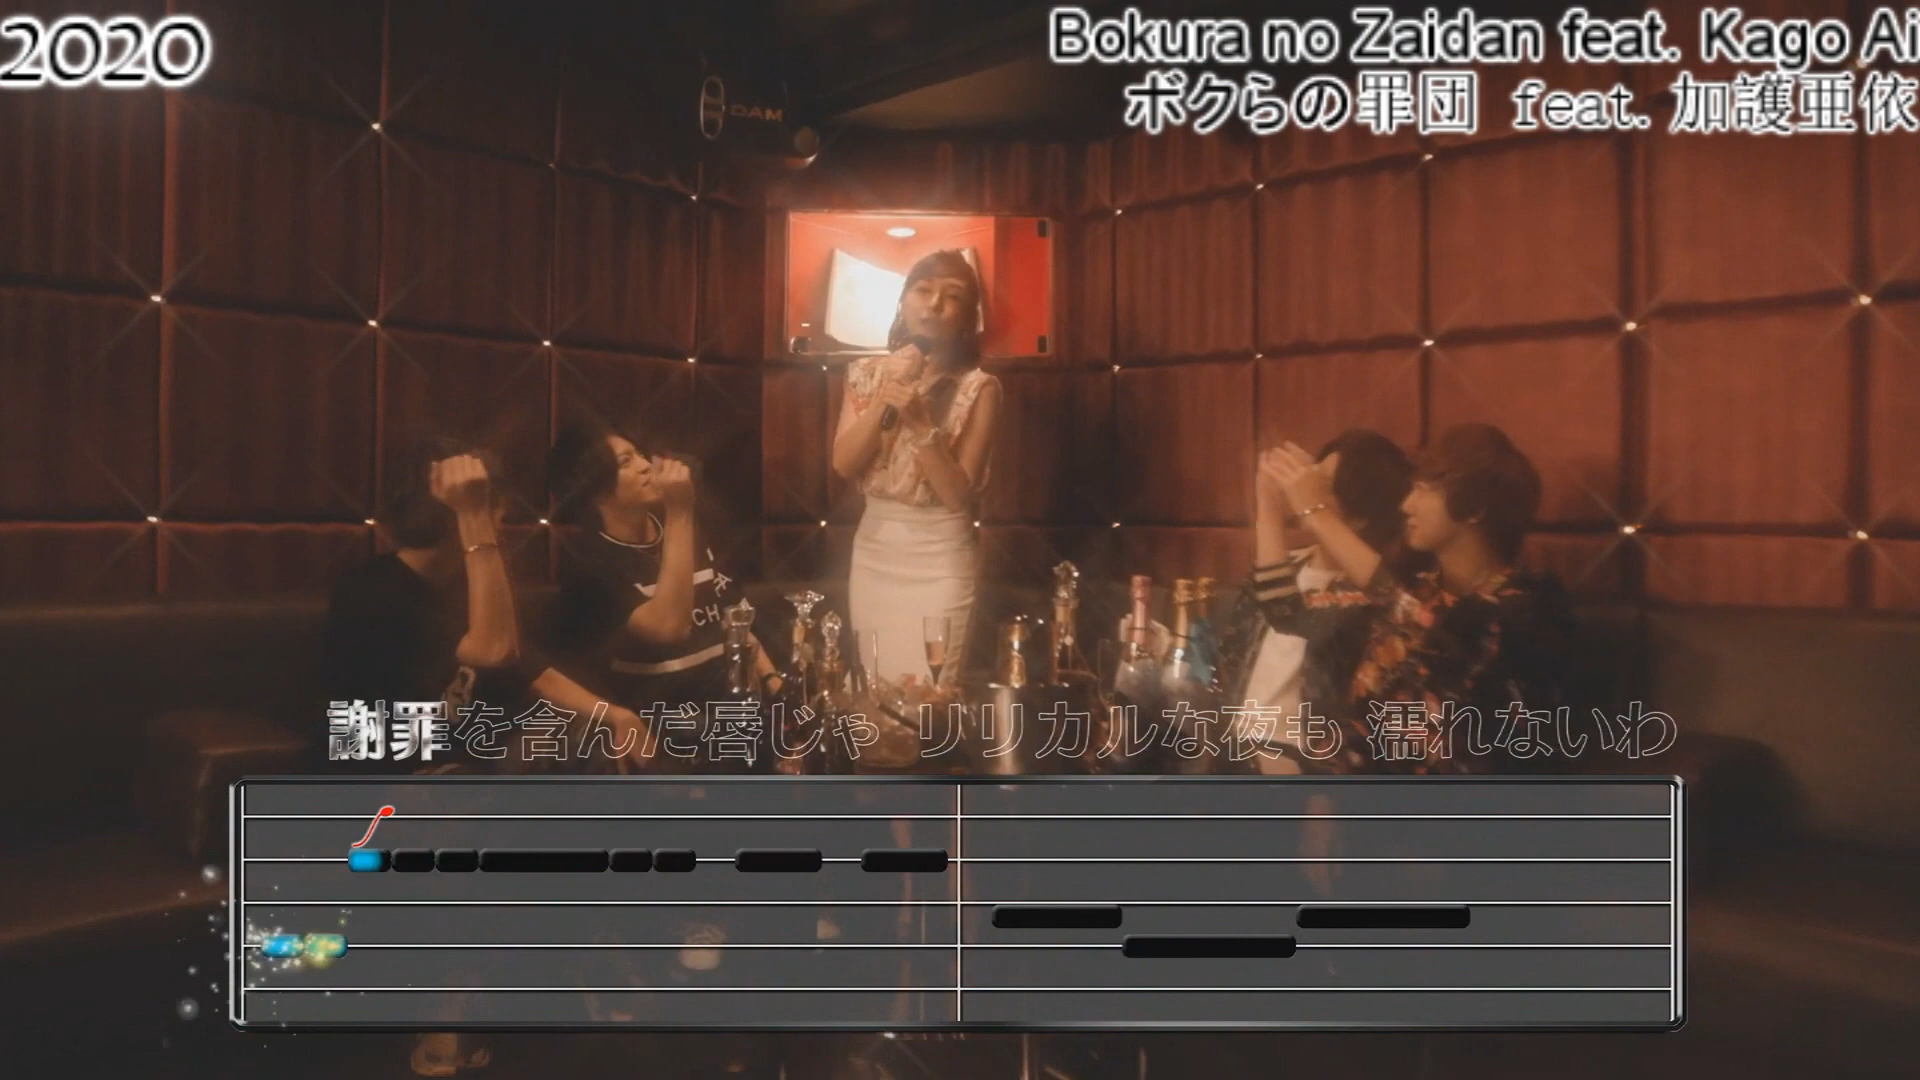 2020
Bokura no Zaidan feat. Kago Ai
ボクらの罪団 feat. 加護亜依
DAM
CH
謝罪を含んだ唇じゃ リリカルな夜も 濡れないわ